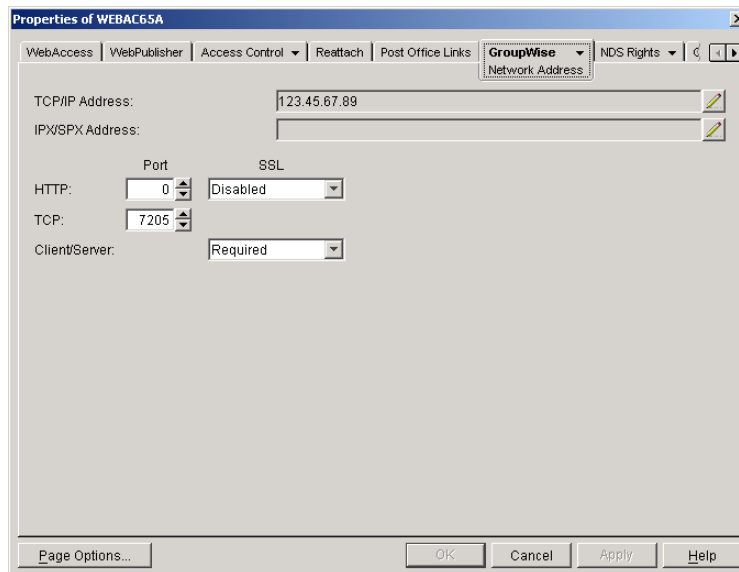 Properties of WEBAC65A
WebAccess WebPublisher Access Control Reattach Post Office Links GroupWise NDS Rights
Network Address
TCP/IP Address: 123.45.67.89
IPX/SPX Address:
Port SSL
HTTP: 0 Disabled
TCP: 7205
Client/Server: Required
Page Options... OK Cancel Apply Help